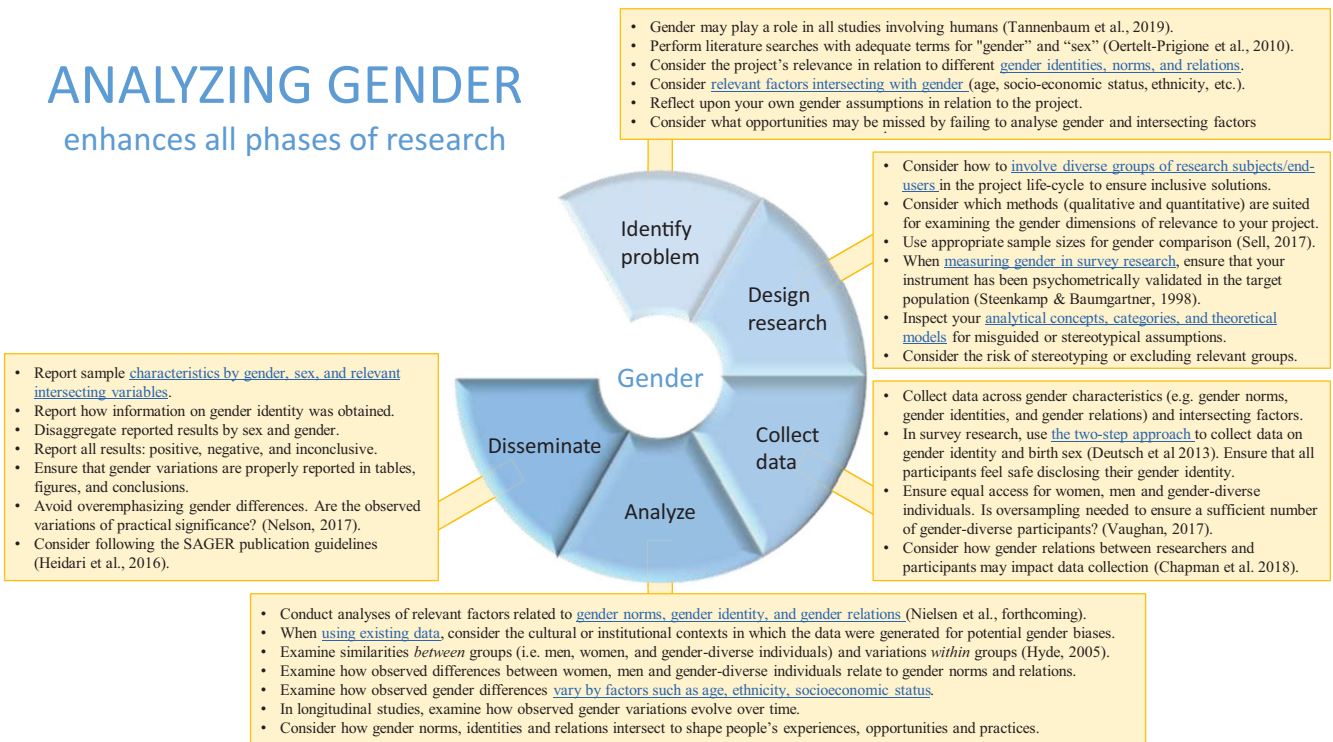 ANALYZING GENDER
enhances all phases of research
• Gender may play a role in all studies involving humans (Tannenbaum et al., 2019).
• Perform literature searches with adequate terms for "gender” and “sex” (Oertelt-Prigione et al., 2010).
• Consider the project’s relevance in relation to different gender identities, norms, and relations.
• Consider relevant factors intersecting with gender (age, socio-economic status, ethnicity, etc.).
• Reflect upon your own gender assumptions in relation to the project.
• Consider what opportunities may be missed by failing to analyse gender and intersecting factors
Identify
problem
• Consider how to involve diverse groups of research subjects/end-
users in the project life-cycle to ensure inclusive solutions.
• Consider which methods (qualitative and quantitative) are suited
for examining the gender dimensions of relevance to your project.
• Use appropriate sample sizes for gender comparison (Sell, 2017).
• When measuring gender in survey research, ensure that your
instrument has been psychometrically validated in the target
population (Steenkamp & Baumgartner, 1998).
• Inspect your analytical concepts, categories, and theoretical
models for misguided or stereotypical assumptions.
• Consider the risk of stereotyping or excluding relevant groups.
Design
research
Gender
• Collect data across gender characteristics (e.g. gender norms,
gender identities, and gender relations) and intersecting factors.
• In survey research, use the two-step approach to collect data on
gender identity and birth sex (Deutsch et al 2013). Ensure that all
participants feel safe disclosing their gender identity.
• Ensure equal access for women, men and gender-diverse
individuals. Is oversampling needed to ensure a sufficient number
of gender-diverse participants? (Vaughan, 2017).
• Consider how gender relations between researchers and
participants may impact data collection (Chapman et al. 2018).
Collect
data
Analyze
• Conduct analyses of relevant factors related to gender norms, gender identity, and gender relations (Nielsen et al., forthcoming).
• When using existing data, consider the cultural or institutional contexts in which the data were generated for potential gender biases.
• Examine similarities between groups (i.e. men, women, and gender-diverse individuals) and variations within groups (Hyde, 2005).
• Examine how observed differences between women, men and gender-diverse individuals relate to gender norms and relations.
• Examine how observed gender differences vary by factors such as age, ethnicity, socioeconomic status.
• In longitudinal studies, examine how observed gender variations evolve over time.
• Consider how gender norms, identities and relations intersect to shape people’s experiences, opportunities and practices.
Disseminate
• Report sample characteristics by gender, sex, and relevant
intersecting variables.
• Report how information on gender identity was obtained.
• Disaggregate reported results by sex and gender.
• Report all results: positive, negative, and inconclusive.
• Ensure that gender variations are properly reported in tables,
figures, and conclusions.
• Avoid overemphasizing gender differences. Are the observed
variations of practical significance? (Nelson, 2017).
• Consider following the SAGER publication guidelines
(Heidari et al., 2016).